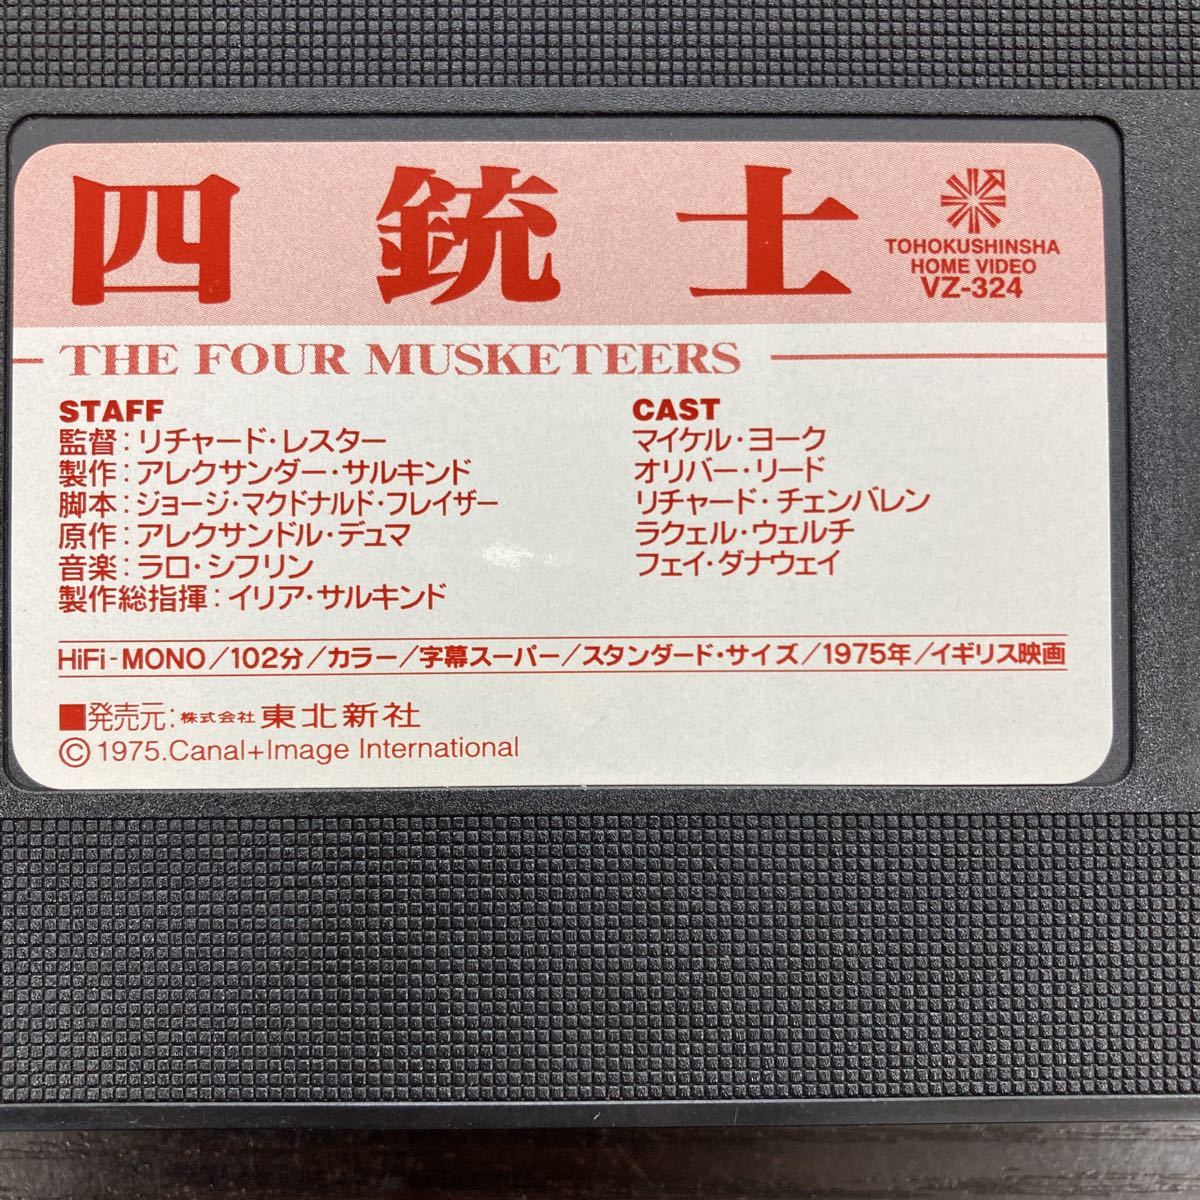 四銃士
TOHOKUSHINSHA
HOME VIDEO
VZ-324
THE FOUR MUSKETEERS
STAFF
監督:リチャード・レスター
製作:アレクサンダー・サルキンド
脚本:ジョージ・マクドナルド・フレイザー
原作:アレクサンドル・デュマ
音楽:ラロ・シフリン
製作総指揮:イリア・サルキンド
CAST
マイケル・ヨーク
オリバー・リード
リチャード・チェンバレン
ラクェル・ウェルチ
フェイ・ダナウェイ
HiFi-MONO/102分/カラー/字幕スーパー/スタンダード・サイズ/1975年/イギリス映画
■発売元:株式会社 東北新社
© 1975.Canal+Image International